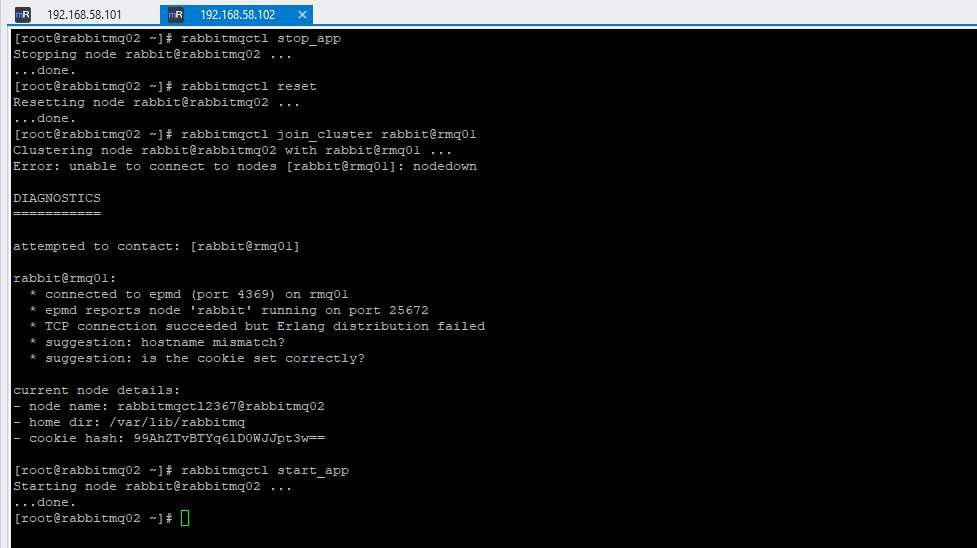 mR 192.168.58.101 mR 192.168.58.102 ×
[root@rabbitmq02 ~]# rabbitmqctl stop_app
Stopping node rabbit@rabbitmq02 ...
...done.
[root@rabbitmq02 ~]# rabbitmqctl reset
Resetting node rabbit@rabbitmq02 ...
...done.
[root@rabbitmq02 ~]# rabbitmqctl join_cluster rabbit@rmq01
Clustering node rabbit@rabbitmq02 with rabbit@rmq01 ...
Error: unable to connect to nodes [rabbit@rmq01]: nodedown

DIAGNOSTICS
===========

attempted to contact: [rabbit@rmq01]

rabbit@rmq01:
  * connected to epmd (port 4369) on rmq01
  * epmd reports node 'rabbit' running on port 25672
  * TCP connection succeeded but Erlang distribution failed
  * suggestion: hostname mismatch?
  * suggestion: is the cookie set correctly?

current node details:
- node name: rabbitmqctl2367@rabbitmq02
- home dir: /var/lib/rabbitmq
- cookie hash: 99AhZTvBTYq6lD0WJJpt3w==

[root@rabbitmq02 ~]# rabbitmqctl start_app
Starting node rabbit@rabbitmq02 ...
...done.
[root@rabbitmq02 ~]#